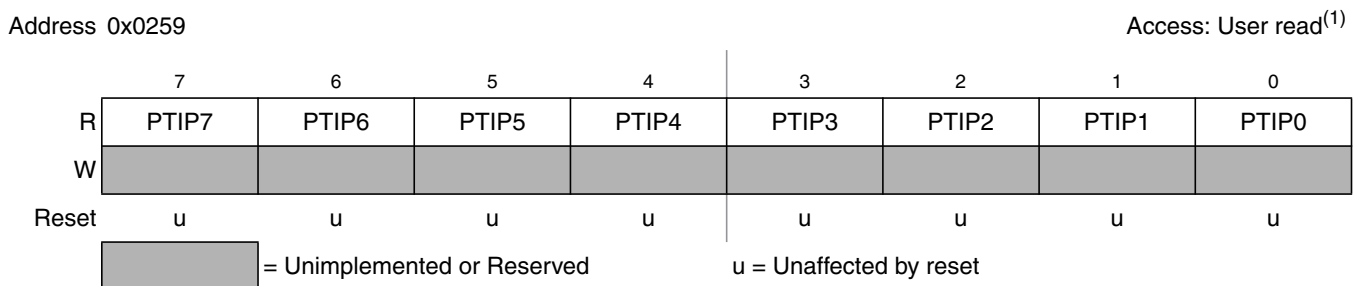 Address 0x0259 Access: User read(1)
7 6 5 4 3 2 1 0
R PTIP7 PTIP6 PTIP5 PTIP4 PTIP3 PTIP2 PTIP1 PTIP0
W
Reset u u u u u u u u
= Unimplemented or Reserved u = Unaffected by reset